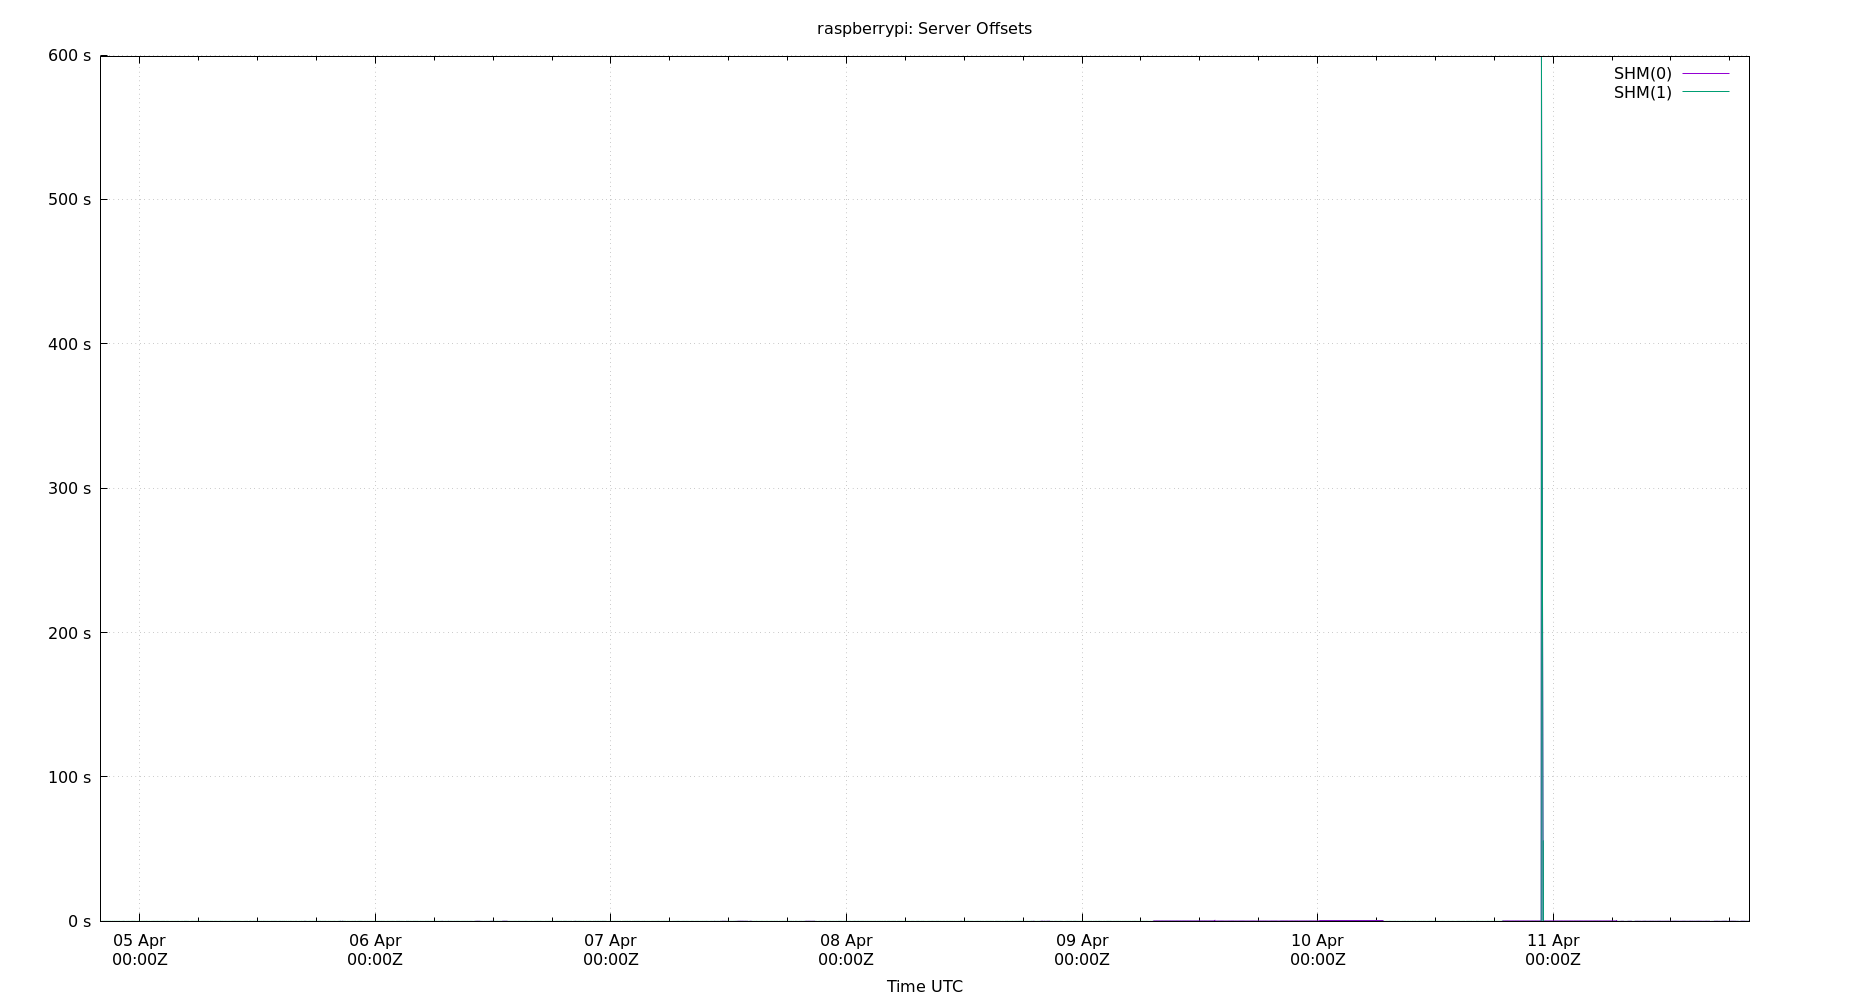 raspberrypi: Server Offsets
600 s
SHM(0)
SHM(1)
500 s
400 s
300 s
200 s
100 s
0 s
05 Apr 06 Apr 07 Apr 08 Apr 09 Apr 10 Apr 11 Apr
00:00Z 00:00Z 00:00Z 00:00Z 00:00Z 00:00Z 00:00Z
Time UTC